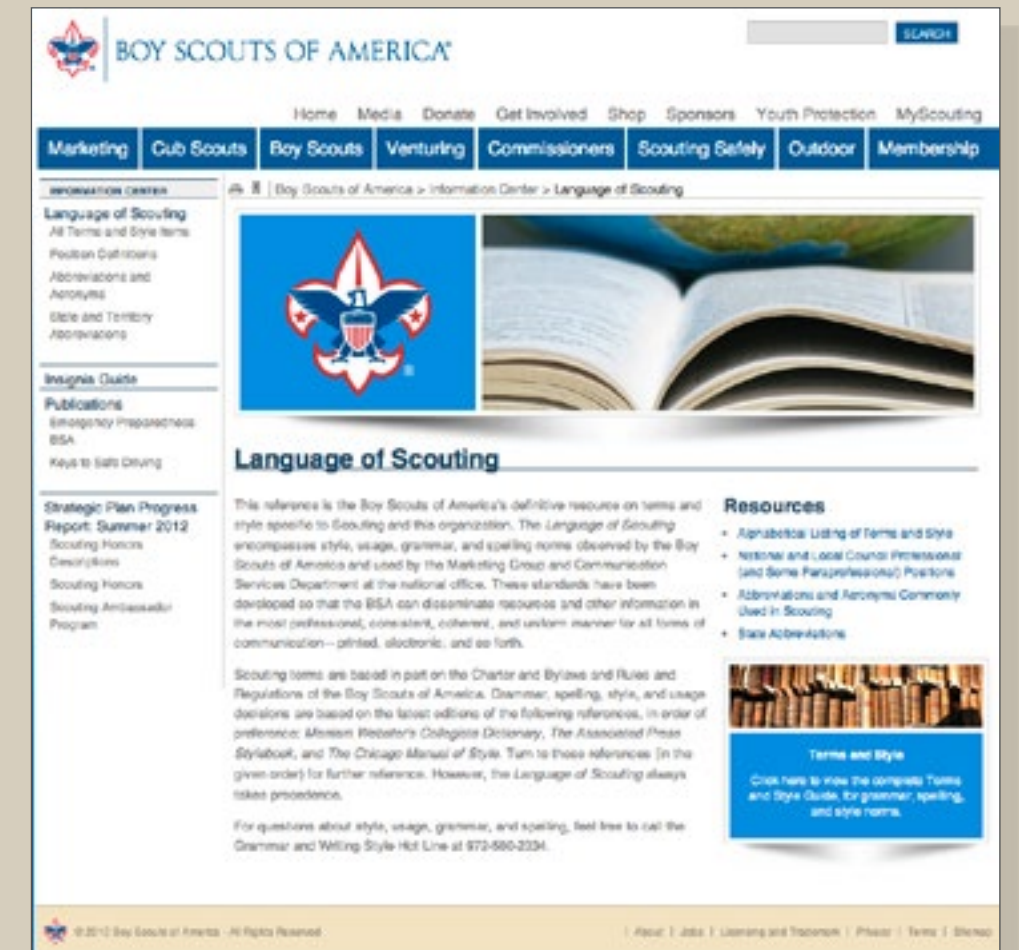 BOY SCOUTS OF AMERICA®
SEARCH
Home Media Donate Get Involved Shop Sponsors Youth Protection MyScouting
Marketing Cub Scouts Boy Scouts Venturing Commissioners Scouting Safely Outdoor Membership
INFORMATION CENTER
Language of Scouting
All Terms and Style Items
Position Definitions
Abbreviations and
Acronyms
State and Territory
Abbreviations
Insignia Guide
Publications
Emergency Preparedness
BSA
Keys to Safe Driving
Strategic Plan Progress
Report: Summer 2012
Scouting Honors
Descriptions
Scouting Honors
Scouting Ambassador
Program
Boy Scouts of America > Information Center > Language of Scouting
®
Language of Scouting
This reference is the Boy Scouts of America's definitive resource on terms and
style specific to Scouting and this organization. The Language of Scouting
encompasses style, usage, grammar, and spelling norms observed by the Boy
Scouts of America and used by the Marketing Group and Communication
Services Department at the national office. These standards have been
developed so that the BSA can disseminate resources and other information in
the most professional, consistent, coherent, and uniform manner for all forms of
communication—printed, electronic, and so forth.
Scouting terms are based in part on the Charter and Bylaws and Rules and
Regulations of the Boy Scouts of America. Grammar, spelling, style, and usage
decisions are based on the latest editions of the following references, in order of
preference: Merriam Webster's Collegiate Dictionary, The Associated Press
Stylebook, and The Chicago Manual of Style. Turn to these references (in the
given order) for further reference. However, the Language of Scouting always
takes precedence.
For questions about style, usage, grammar, and spelling, feel free to call the
Grammar and Writing Style Hot Line at
Resources
• Alphabetical Listing of Terms and Style
• National and Local Council Professional
(and Some Paraprofessional) Positions
• Abbreviations and Acronyms Commonly
Used in Scouting
• State Abbreviations
Terms and Style
Click here to view the complete Terms
and Style Guide, for grammar, spelling,
and style norms.
Boy Scouts of America - All Rights Reserved
| About | Jobs | Licensing and Trademark | Privacy | Terms | Sitemap